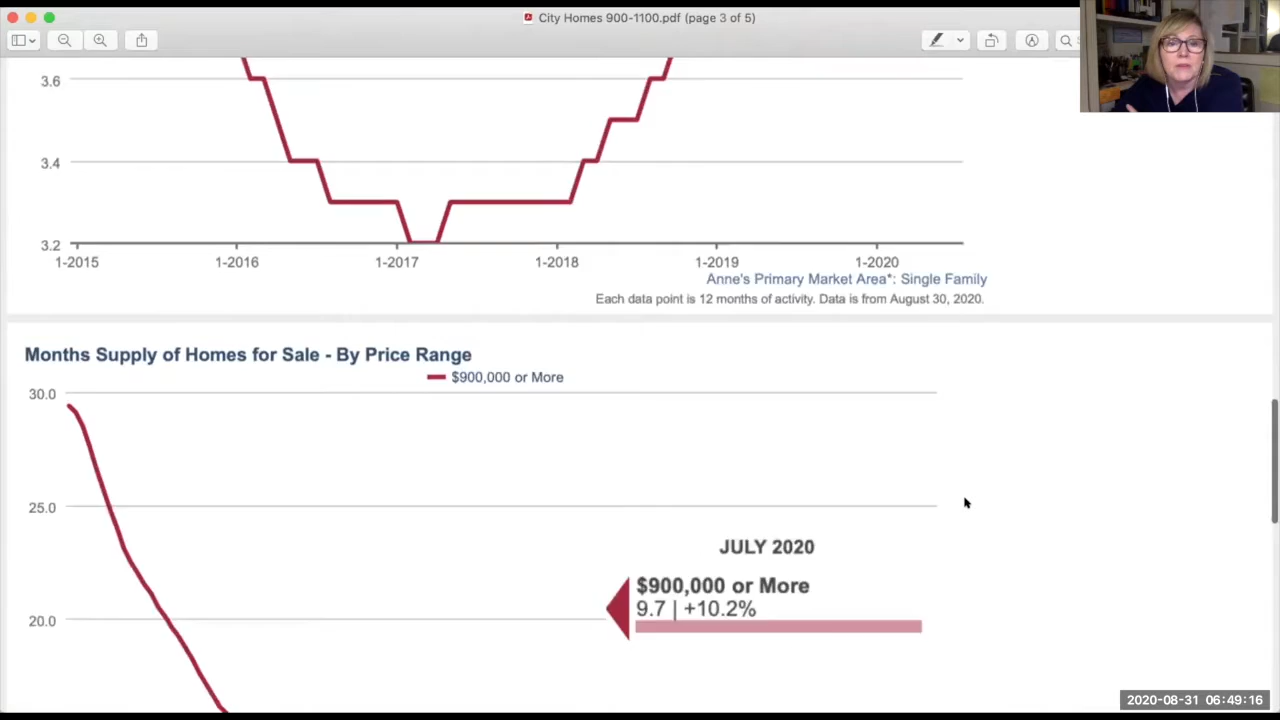 City Homes 900-1100.pdf (page 3 of 5)
3.6
3.4
3.2
1-2015 1-2016 1-2017 1-2018 1-2019 1-2020
Anne's Primary Market Area*: Single Family
Each data point is 12 months of activity. Data is from August 30, 2020.
Months Supply of Homes for Sale - By Price Range
$900,000 or More
30.0
25.0
JULY 2020
$900,000 or More
9.7 | +10.2%
20.0
2020-08-31 06:49:16